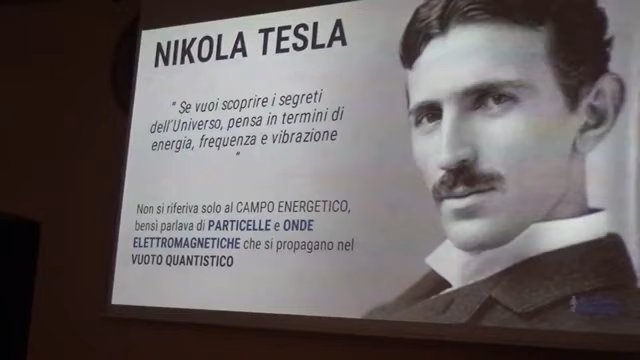 NIKOLA TESLA
" Se vuoi scoprire i segreti
dell'Universo, pensa in termini di
energia, frequenza e vibrazione
"
Non si riferiva solo al CAMPO ENERGETICO,
bensì parlava di PARTICELLE e ONDE
ELETTROMAGNETICHE che si propagano nel
VUOTO QUANTISTICO